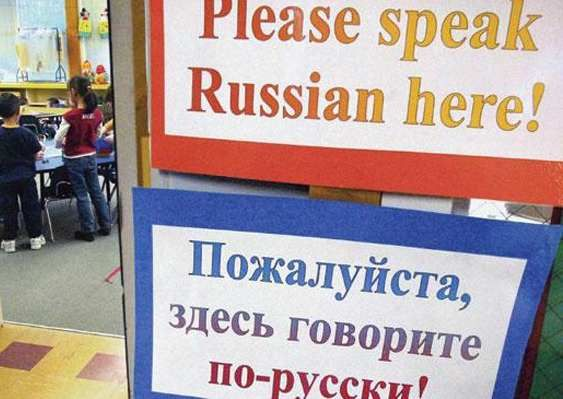 Please speak
Russian here!
Пожалуйста,
здесь говорите
по-русски!